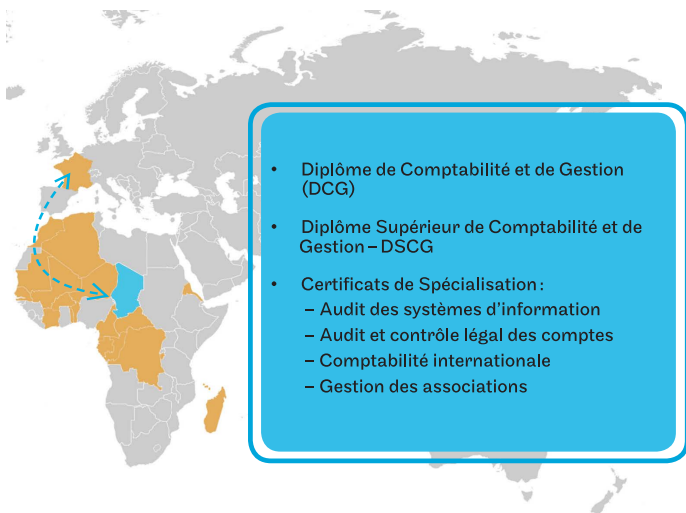 • Diplôme de Comptabilité et de Gestion
(DCG)
• Diplôme Supérieur de Comptabilité et de
Gestion – DSCG
• Certificats de Spécialisation :
– Audit des systèmes d'information
– Audit et contrôle légal des comptes
– Comptabilité internationale
– Gestion des associations